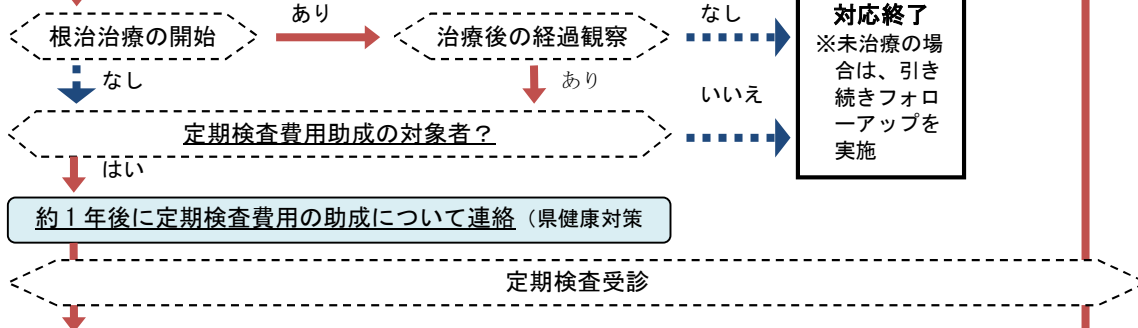 あり
なし
根治治療の開始
治療後の経過観察
対応終了
※未治療の場
合は、引き
続きフォロ
ーアップを
実施
なし
あり
いいえ
定期検査費用助成の対象者？
はい
約１年後に定期検査費用の助成について連絡（県健康対策
定期検査受診